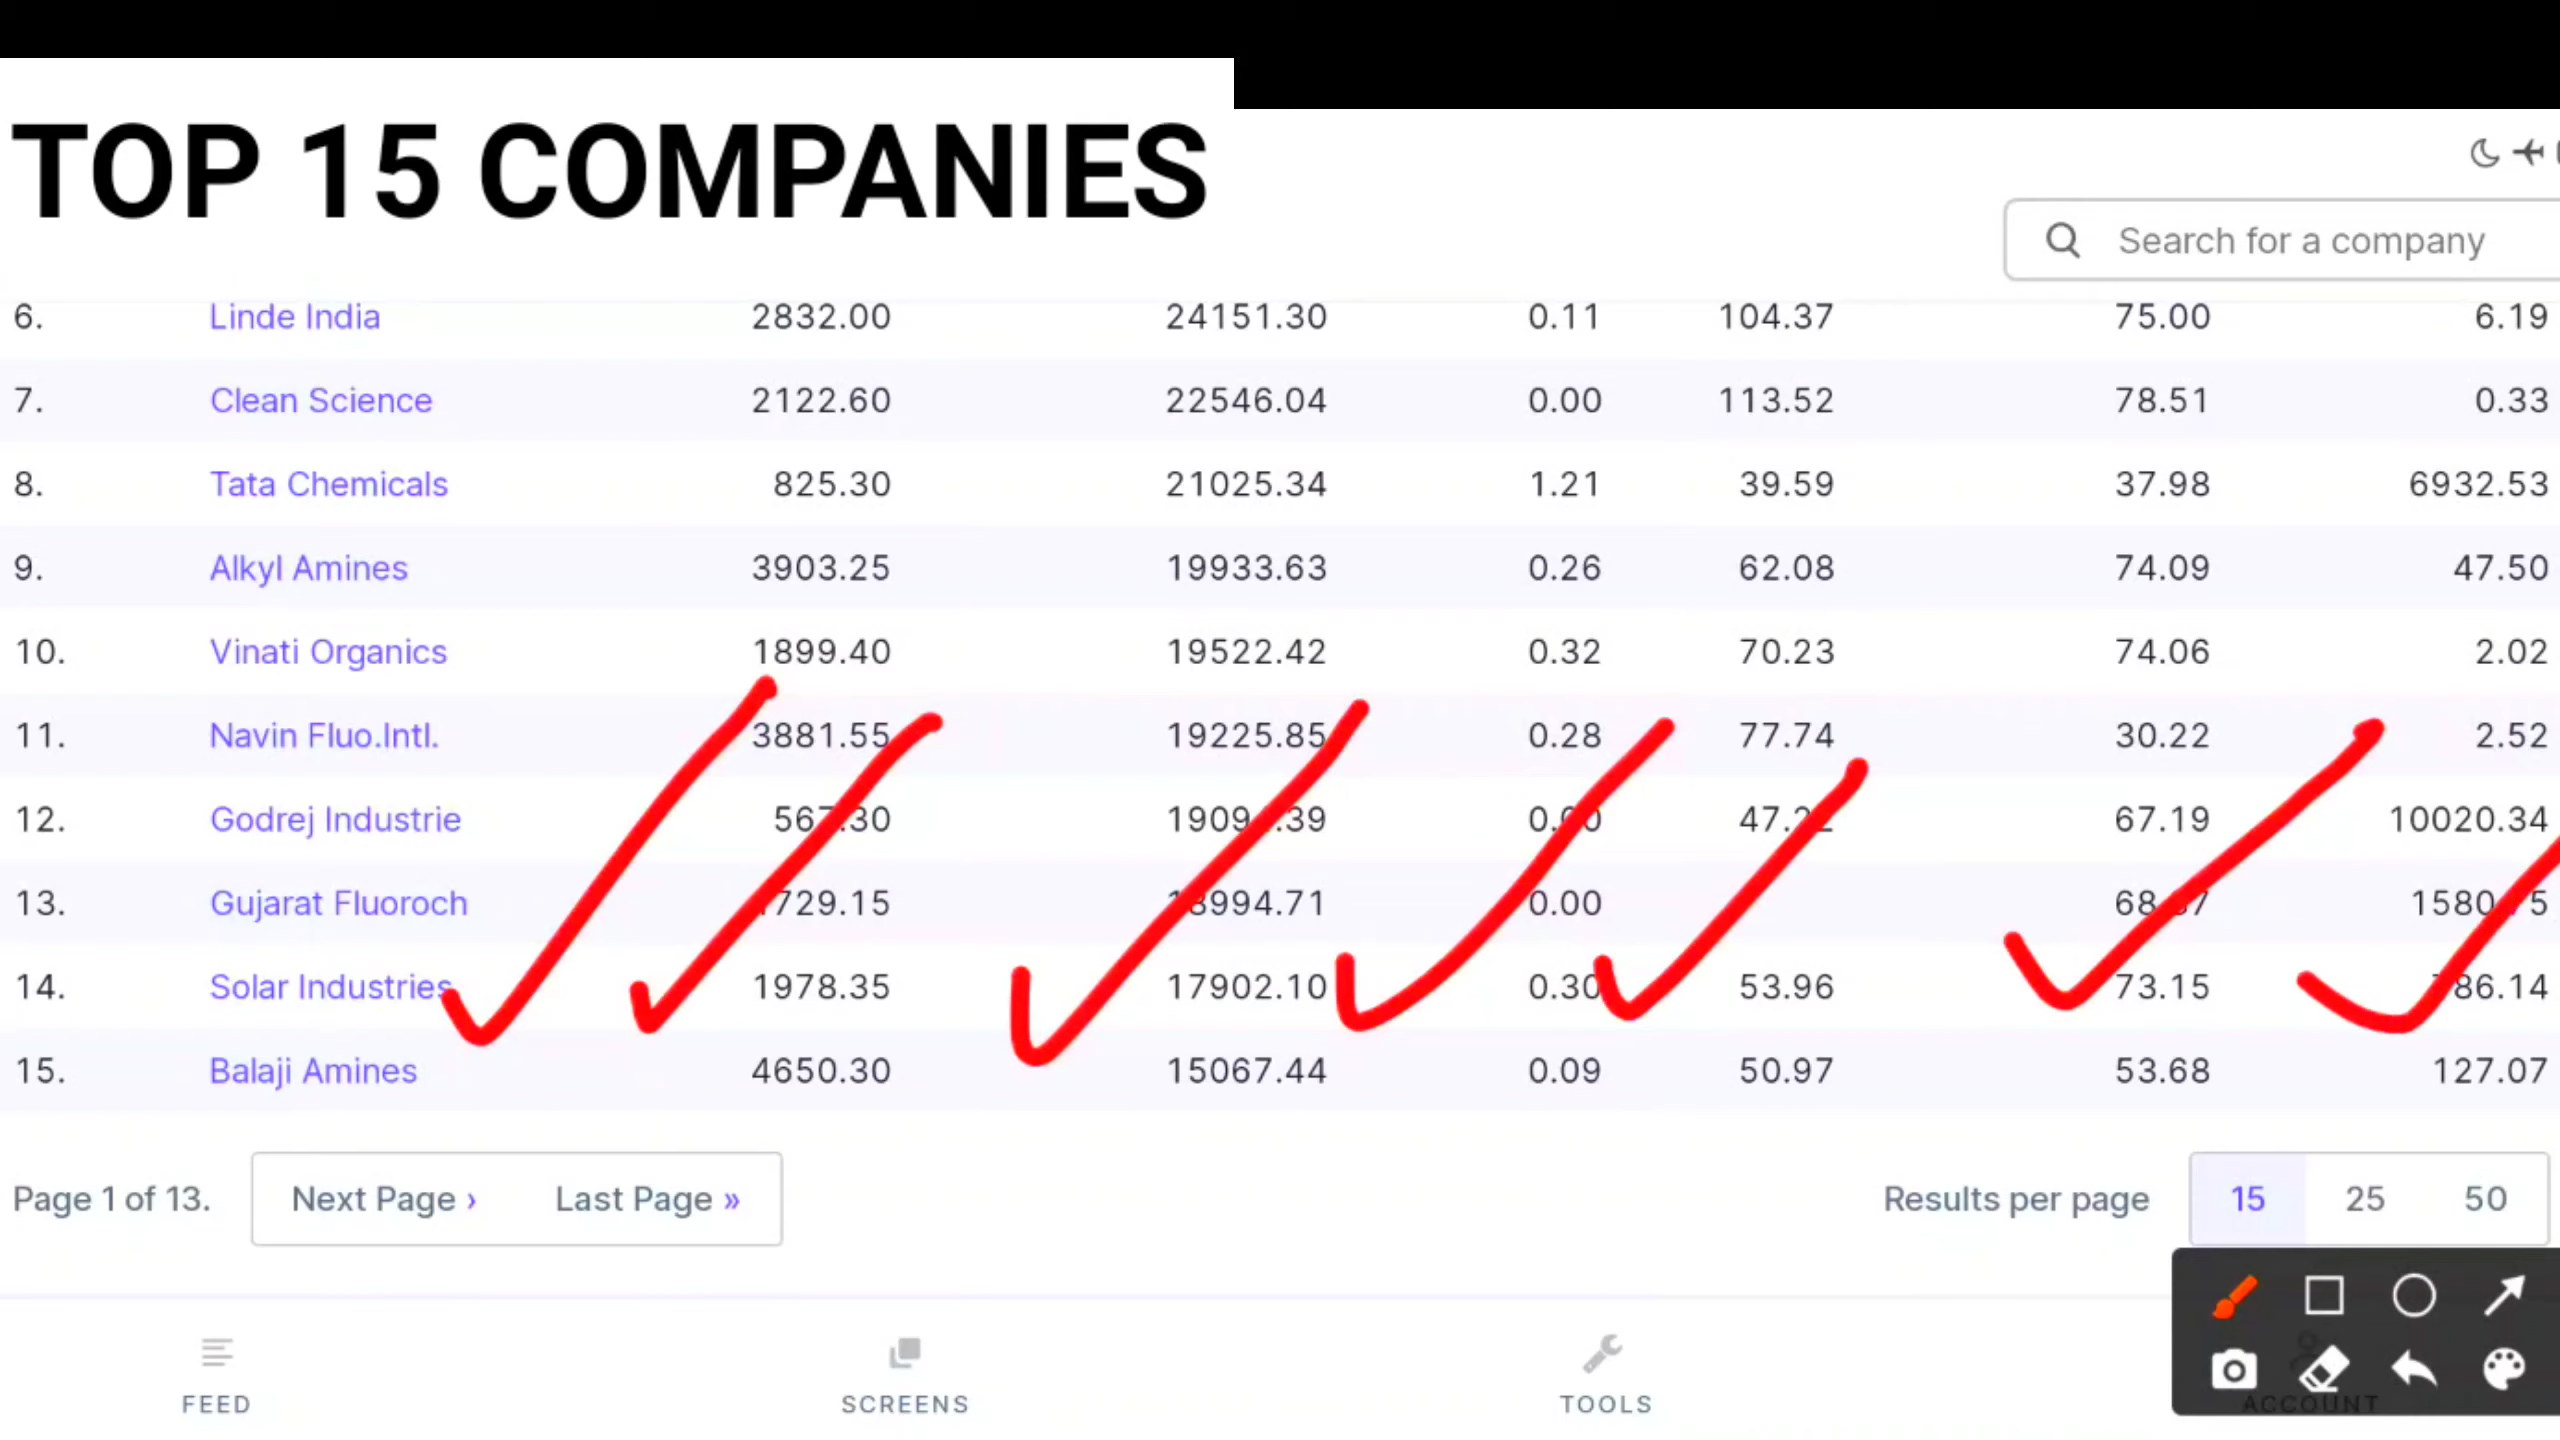 TOP 15 COMPANIES
Search for a company
6. Linde India 2832.00 24151.30 0.11 104.37 75.00 6.19
7. Clean Science 2122.60 22546.04 0.00 113.52 78.51 0.33
8. Tata Chemicals 825.30 21025.34 1.21 39.59 37.98 6932.53
9. Alkyl Amines 3903.25 19933.63 0.26 62.08 74.09 47.50
10. Vinati Organics 1899.40 19522.42 0.32 70.23 74.06 2.02
11. Navin Fluo.Intl. 3881.55 19225.85 0.28 77.74 30.22 2.52
12. Godrej Industrie 0.00 67.19 10020.34
13. Gujarat Fluoroch 0.00
14. Solar Industries 1978.35 17902.10 0.30 53.96 73.15
15. Balaji Amines 4650.30 15067.44 0.09 50.97 53.68 127.07
Page 1 of 13. Next Page › Last Page » Results per page 15 25 50
FEED SCREENS TOOLS ACCOUNT